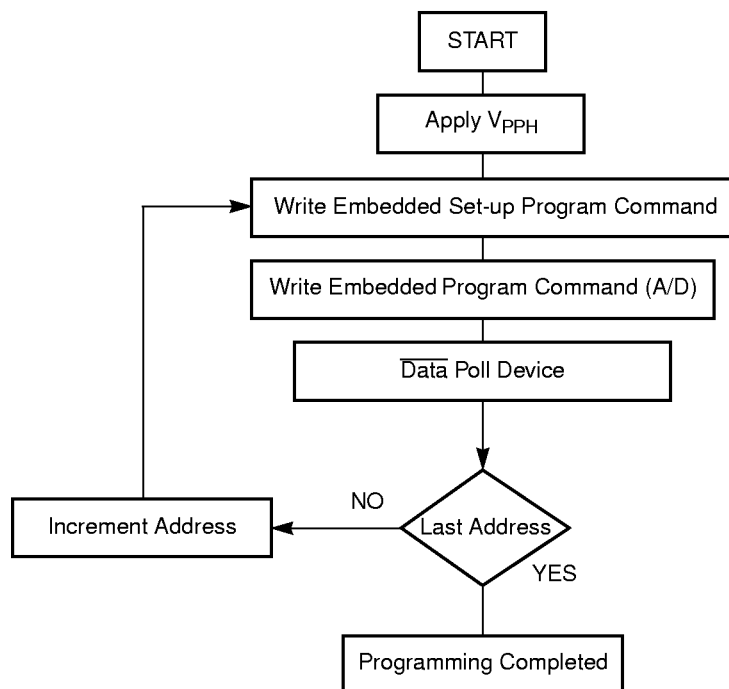 START
Apply VPPH
Write Embedded Set-up Program Command
Write Embedded Program Command (A/D)
Data Poll Device
NO
Increment Address
Last Address
YES
Programming Completed